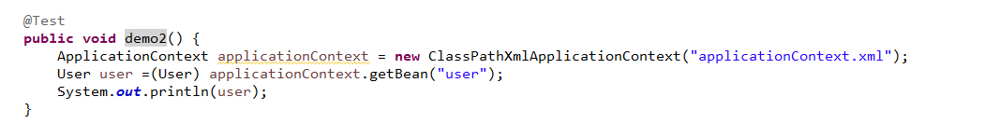 @Test
public void demo2() {
    ApplicationContext applicationContext = new ClassPathXmlApplicationContext("applicationContext.xml");
    User user =(User) applicationContext.getBean("user");
    System.out.println(user);
}